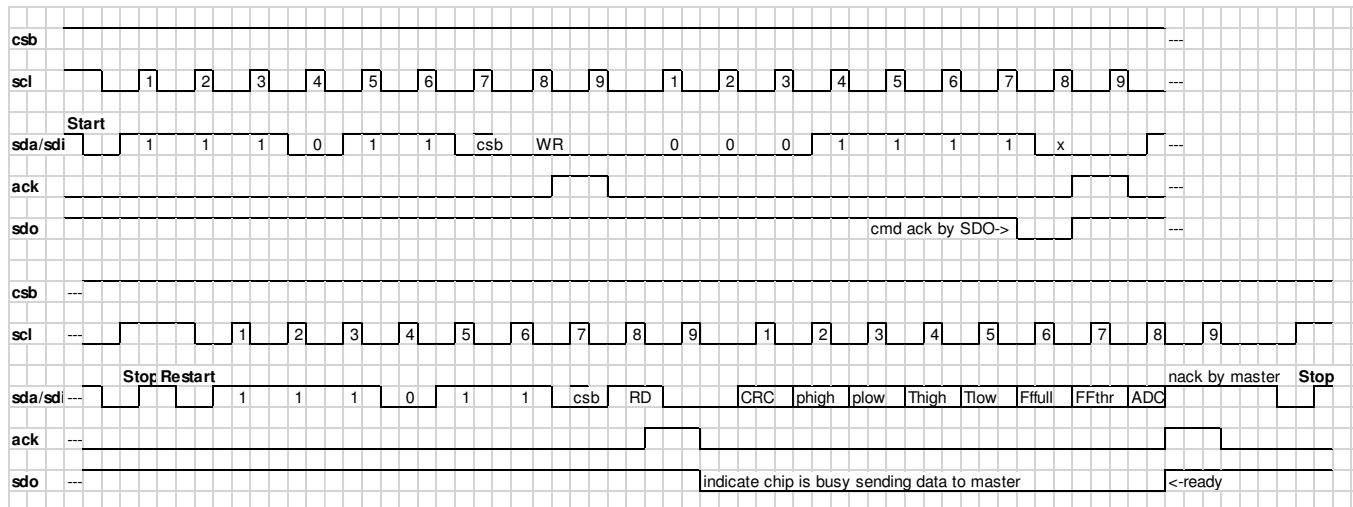 csb ---
scl 1 2 3 4 5 6 7 8 9 1 2 3 4 5 6 7 8 9 ---
Start
sda/sdi 1 1 1 0 1 1 csb WR 0 0 0 1 1 1 1 x ---
ack ---
sdo cmd ack by SDO-> ---
csb ---
scl --- 1 2 3 4 5 6 7 8 9 1 2 3 4 5 6 7 8 9
Stop Restart nack by master Stop
sda/sdi --- 1 1 1 0 1 1 csb RD CRC phigh plow Thigh Tlow Fffull FFthr ADC
ack ---
sdo --- indicate chip is busy sending data to master <-ready